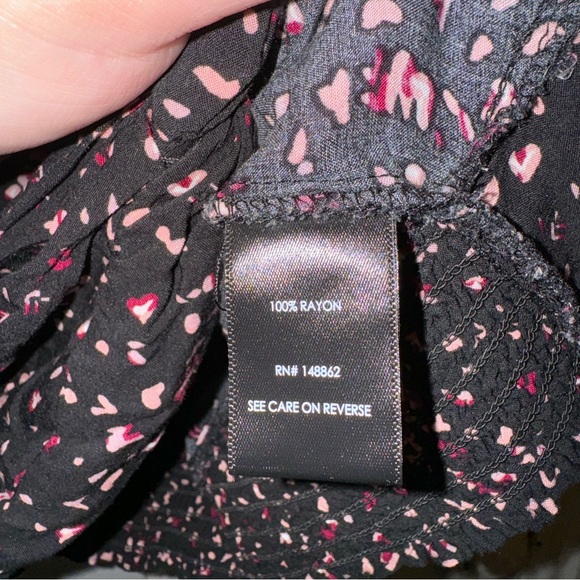 100% RAYON
RN# 148862
SEE CARE ON REVERSE